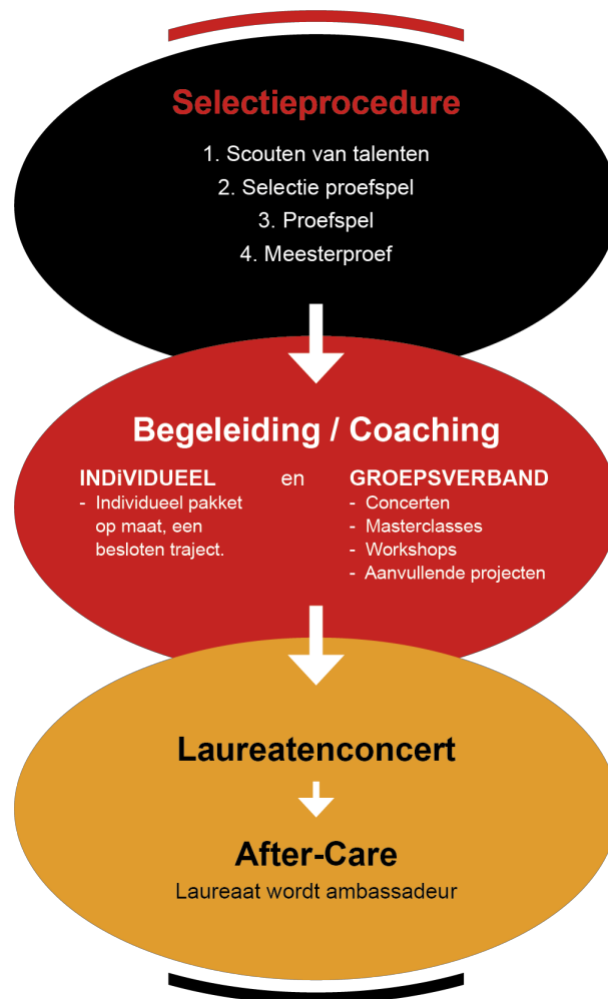 Selectieprocedure
1. Scouten van talenten
2. Selectie proefspel
3. Proefspel
4. Meesterproef
Begeleiding / Coaching
INDiVIDUEEL en GROEPSVERBAND
- Individueel pakket
op maat, een
besloten traject.
- Concerten
- Masterclasses
- Workshops
- Aanvullende projecten
Laureatenconcert
After-Care
Laureaat wordt ambassadeur